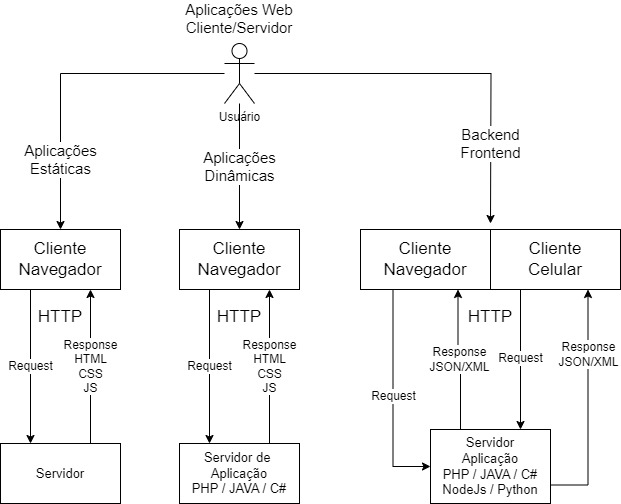 Aplicações Web
Cliente/Servidor
Usuário
Aplicações
Estáticas
Aplicações
Dinâmicas
Backend
Frontend
Cliente
Navegador
Cliente
Navegador
Cliente
Navegador
Cliente
Celular
HTTP
Request
Response
HTML
CSS
JS
HTTP
Request
Response
HTML
CSS
JS
HTTP
Request
Response
JSON/XML
Request
Response
JSON/XML
Servidor
Servidor de
Aplicação
PHP / JAVA / C#
Servidor
Aplicação
PHP / JAVA / C#
NodeJs / Python